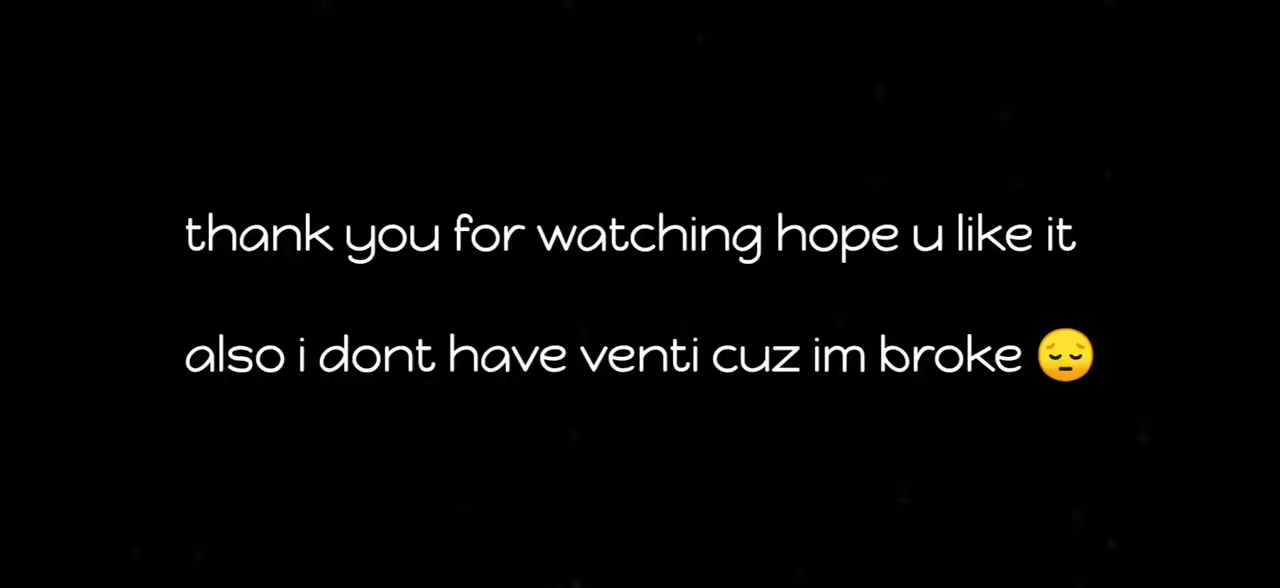 thank you for watching hope u like it
also i dont have venti cuz im broke 😔